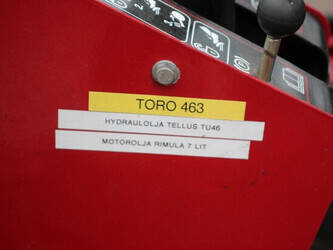 TORO 463
HYDRAULOLJA TELLUS TU46
MOTOROLJA RIMULA 7 LIT